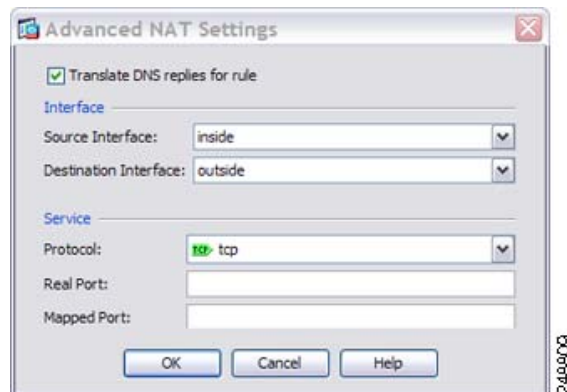 Advanced NAT Settings
Translate DNS replies for rule
Interface
Source Interface: inside
Destination Interface: outside
Service
Protocol: TCP tcp
Real Port:
Mapped Port:
OK Cancel Help